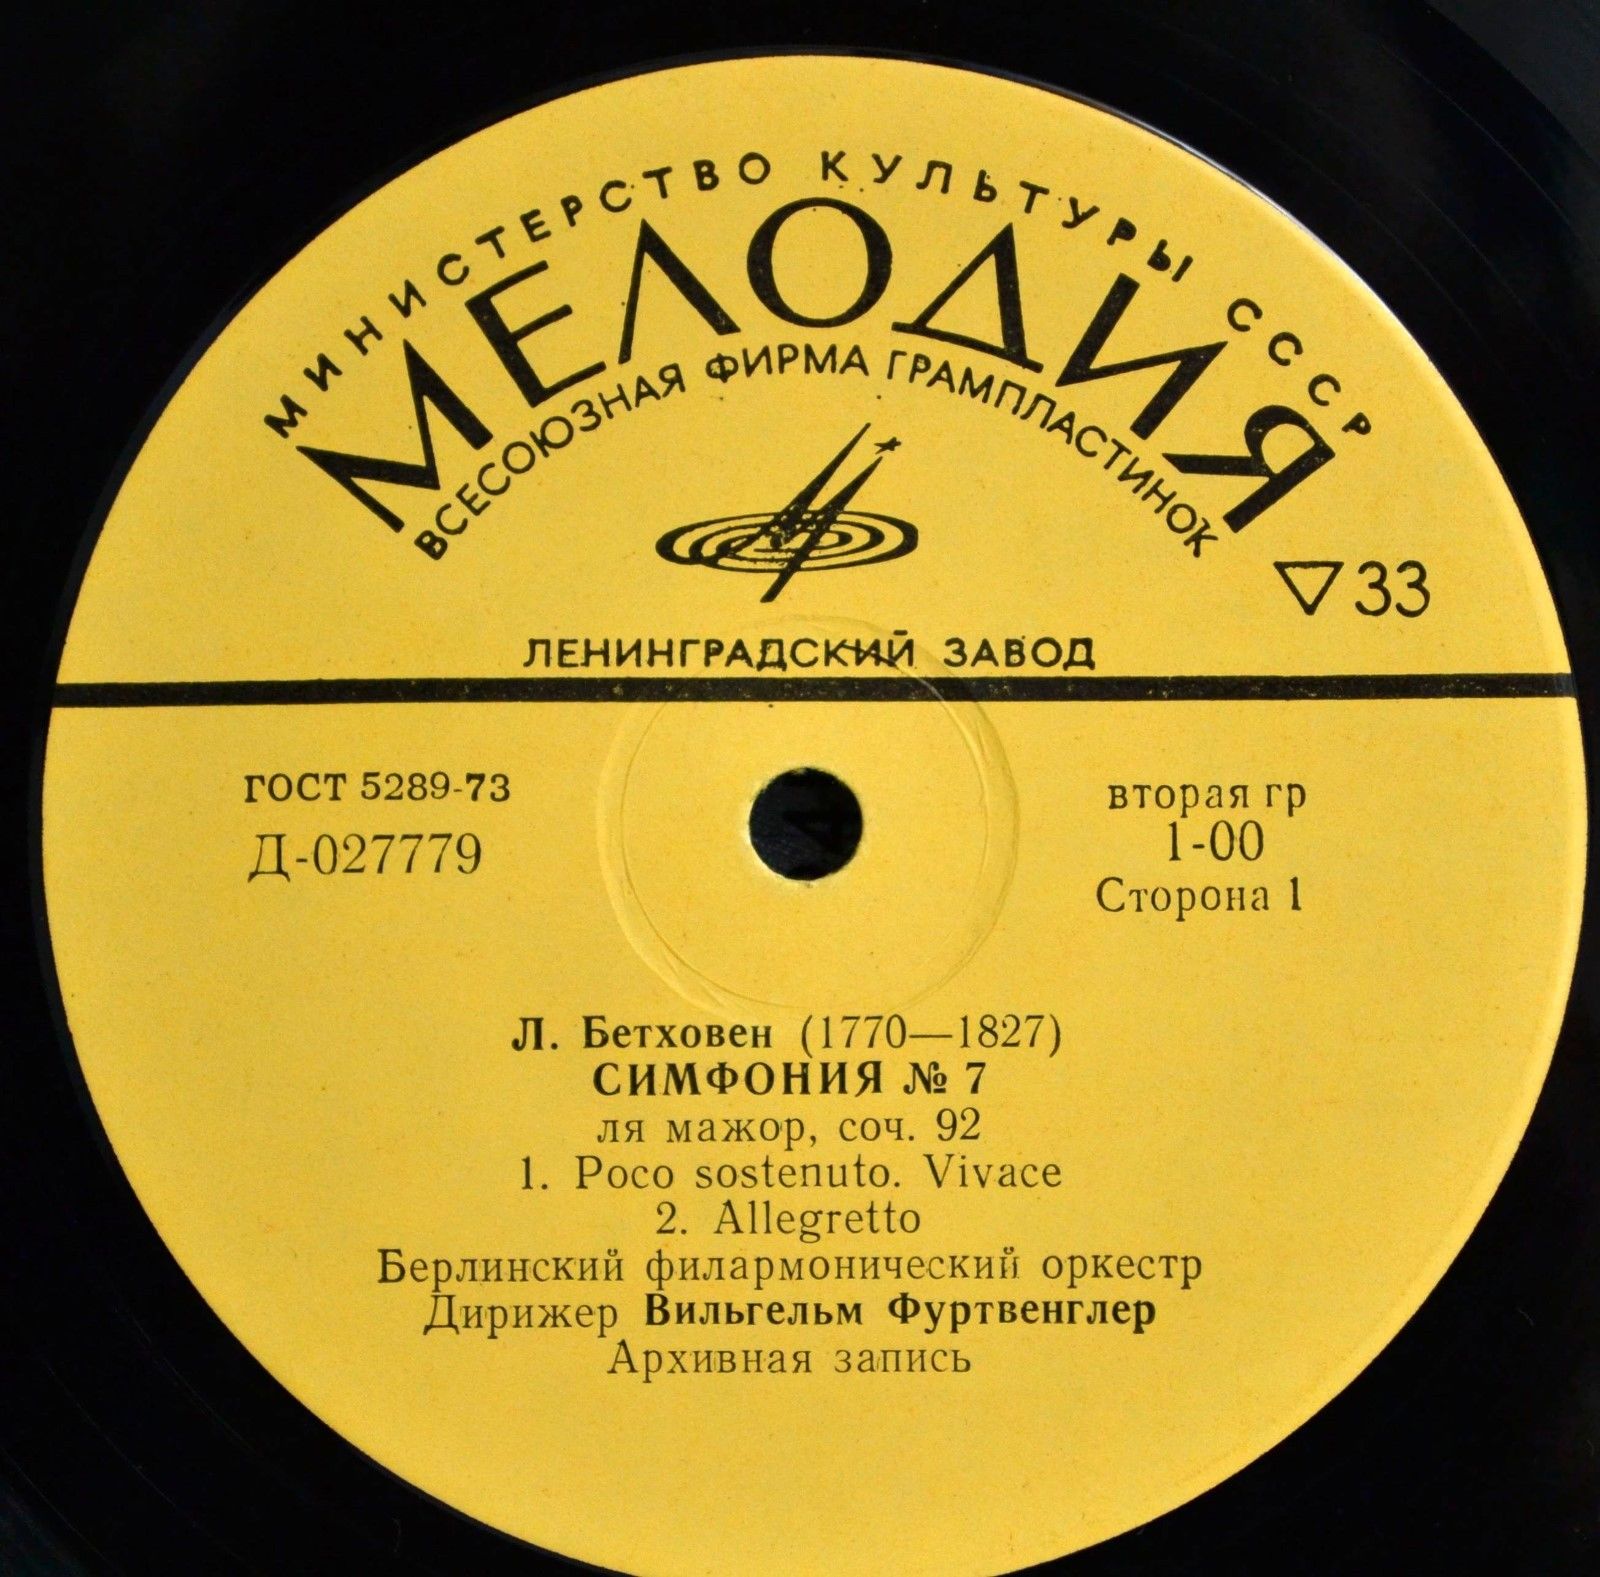 МИНИСТЕРСТВО КУЛЬТУРЫ СССР
МЕЛОДИЯ
ВСЕСОЮЗНАЯ ФИРМА ГРАМПЛАСТИНОК
▽33
ЛЕНИНГРАДСКИЙ ЗАВОД
ГОСТ 5289-73
Д-027779
вторая гр
1-00
Сторона 1
Л. Бетховен (1770—1827)
СИМФОНИЯ № 7
ля мажор, соч. 92
1. Poco sostenuto. Vivace
2. Allegretto
Берлинский филармонический оркестр
Дирижер Вильгельм Фуртвенглер
Архивная запись